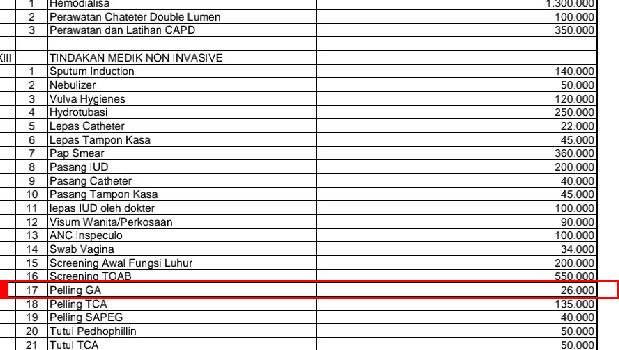 1 Hemodialisa 1.300.000
2 Perawatan Chateter Double Lumen 100.000
3 Perawatan dan Latihan CAPD 350.000
XIII TINDAKAN MEDIK NON INVASIVE
1 Sputum Induction 140.000
2 Nebulizer 50.000
3 Vulva Hygienes 120.000
4 Hydrotubasi 250.000
5 Lepas Catheter 22.000
6 Lepas Tampon Kasa 45.000
7 Pap Smear 360.000
8 Pasang IUD 200.000
9 Pasang Catheter 40.000
10 Pasang Tampon Kasa 45.000
11 lepas IUD oleh dokter 100.000
12 Visum Wanita/Perkosaan 90.000
13 ANC Inspeculo 100.000
14 Swab Vagina 34.000
15 Screening Awal Fungsi Luhur 200.000
16 Screening TOAB 550.000
17 Pelling GA 26.000
18 Pelling TCA 135.000
19 Pelling SAPEG 40.000
20 Tutul Pedhophillin 50.000
21 Tutul TCA 50.000